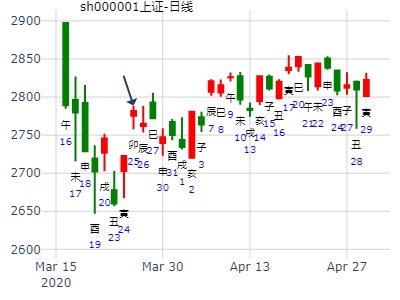 sh000001上证-日线
2900
2850
2800
2750
2700
2650
2600
午
16
未
17
申
18
酉
19
戌
20
丑
23
寅
24
卯
25
辰
26
巳
27
申
30
酉
31
戌
1
亥
2
子
3
辰
7
巳
8
午
9
未
10
戌
13
亥
14
子
15
丑
16
寅
17
巳
20
午
21
未
22
申
23
酉
24
子
27
丑
28
寅
29
Mar 15
2020
Mar 30
Apr 13
Apr 27